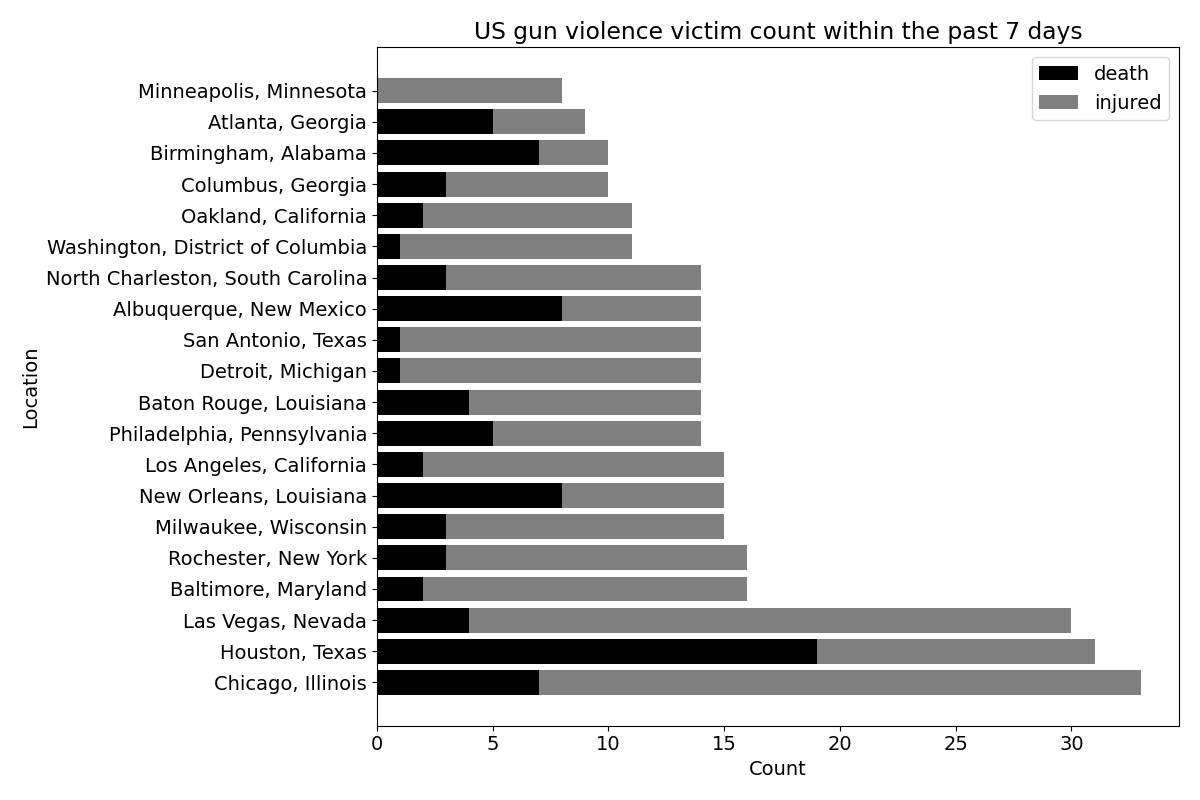 US gun violence victim count within the past 7 days
death
injured
Location
Minneapolis, Minnesota
Atlanta, Georgia
Birmingham, Alabama
Columbus, Georgia
Oakland, California
Washington, District of Columbia
North Charleston, South Carolina
Albuquerque, New Mexico
San Antonio, Texas
Detroit, Michigan
Baton Rouge, Louisiana
Philadelphia, Pennsylvania
Los Angeles, California
New Orleans, Louisiana
Milwaukee, Wisconsin
Rochester, New York
Baltimore, Maryland
Las Vegas, Nevada
Houston, Texas
Chicago, Illinois
0 5 10 15 20 25 30
Count